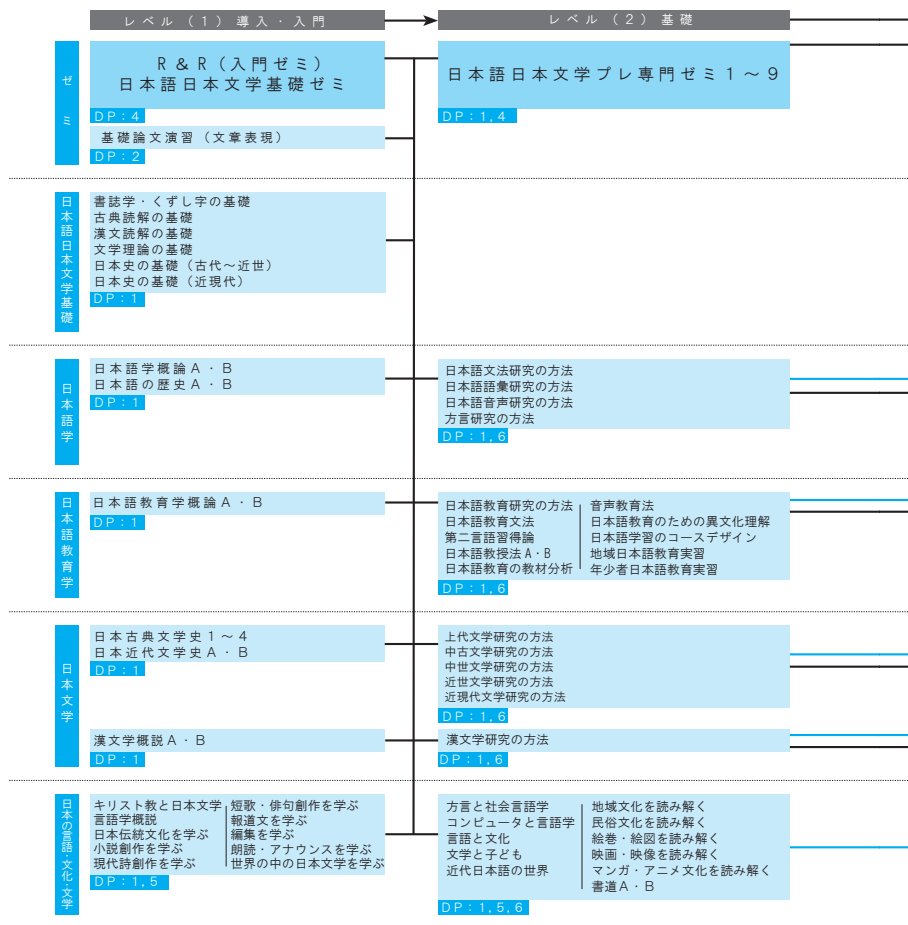 レベル（１）導入・入門
レベル（２）基礎
ゼミ
Ｒ＆Ｒ（入門ゼミ）
日本語日本文学基礎ゼミ
DP：4
基礎論文演習（文章表現）
DP：2
日本語日本文学プレ専門ゼミ１～９
DP：1,4
日本語日本文学基礎
書誌学・くずし字の基礎
古典読解の基礎
漢文読解の基礎
文学理論の基礎
日本史の基礎（古代～近世）
日本史の基礎（近現代）
DP：1
日本語学
日本語学概論Ａ・Ｂ
日本語の歴史Ａ・Ｂ
DP：1
日本語文法研究の方法
日本語語彙研究の方法
日本語音声研究の方法
方言研究の方法
DP：1,6
日本語教育学
日本語教育学概論Ａ・Ｂ
DP：1
日本語教育研究の方法
日本語教育文法
第二言語習得論
日本語教授法Ａ・Ｂ
日本語教育の教材分析
音声教育法
日本語教育のための異文化理解
日本語学習のコースデザイン
地域日本語教育実習
年少者日本語教育実習
DP：1,6
日本文学
日本古典文学史１～４
日本近代文学史Ａ・Ｂ
DP：1
上代文学研究の方法
中古文学研究の方法
中世文学研究の方法
近世文学研究の方法
近現代文学研究の方法
DP：1,6
漢文学概説Ａ・Ｂ
DP：1
漢文学研究の方法
DP：1,6
日本の言語・文化・文学
キリスト教と日本文学
言語学概説
日本伝統文化を学ぶ
小説創作を学ぶ
現代詩創作を学ぶ
短歌・俳句創作を学ぶ
報道文を学ぶ
編集を学ぶ
朗読・アナウンスを学ぶ
世界の中の日本文学を学ぶ
DP：1,5
方言と社会言語学
コンピュータと言語学
言語と文化
文学と子ども
近代日本語の世界
地域文化を読み解く
民俗文化を読み解く
絵巻・絵図を読み解く
映画・映像を読み解く
マンガ・アニメ文化を読み解く
書道Ａ・Ｂ
DP：1,5,6